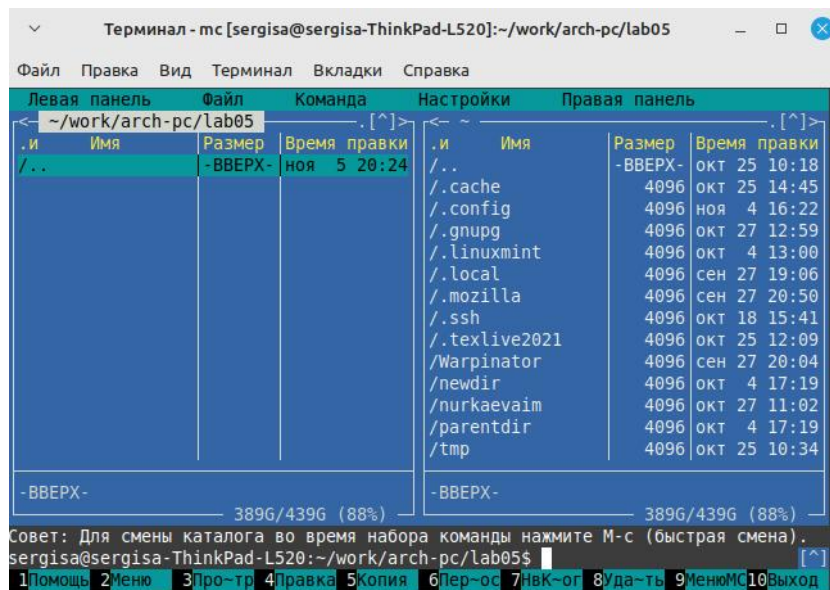 Терминал - mc [sergisa@sergisa-ThinkPad-L520]:~/work/arch-pc/lab05
Файл Правка Вид Терминал Вкладки Справка
Левая панель Файл Команда Настройки Правая панель
<— ~/work/arch-pc/lab05 .[^]> <— ~ .[^]>
.и Имя Размер Время правки .и Имя Размер Время правки
/.. -ВВЕРХ- ноя 5 20:24 /.. -ВВЕРХ- окт 25 10:18
/.cache 4096 окт 25 14:45
/.config 4096 ноя 4 16:22
/.gnupg 4096 окт 27 12:59
/.linuxmint 4096 окт 4 13:00
/.local 4096 сен 27 19:06
/.mozilla 4096 сен 27 20:50
/.ssh 4096 окт 18 15:41
/.texlive2021 4096 окт 25 12:09
/Warpinator 4096 сен 27 20:04
/newdir 4096 окт 4 17:19
/nurkaevaim 4096 окт 27 11:02
/parentdir 4096 окт 4 17:19
/tmp 4096 окт 25 10:34
-ВВЕРХ- -ВВЕРХ-
389G/439G (88%) 389G/439G (88%)
Совет: Для смены каталога во время набора команды нажмите M-c (быстрая смена).
sergisa@sergisa-ThinkPad-L520:~/work/arch-pc/lab05$ [^]
1Помощь 2Меню 3Про~тр 4Правка 5Копия 6Пер~ос 7НвК~ог 8Уда~ть 9МенюMC 10Выход